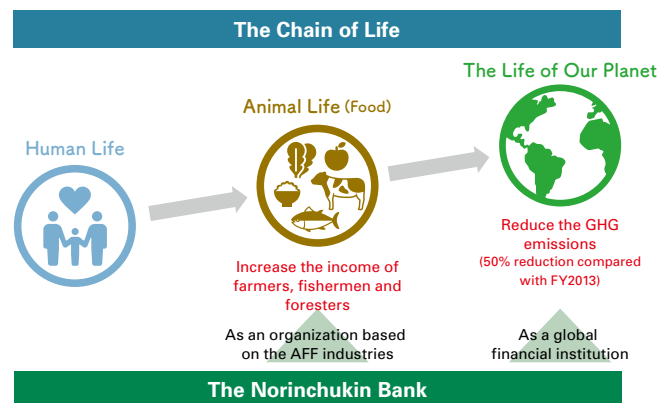 The Chain of Life
The Life of Our Planet
Animal Life (Food)
Human Life
Reduce the GHG
emissions
(50% reduction compared
with FY2013)
Increase the income of
farmers, fishermen and
foresters
As an organization based
on the AFF industries
As a global
financial institution
The Norinchukin Bank